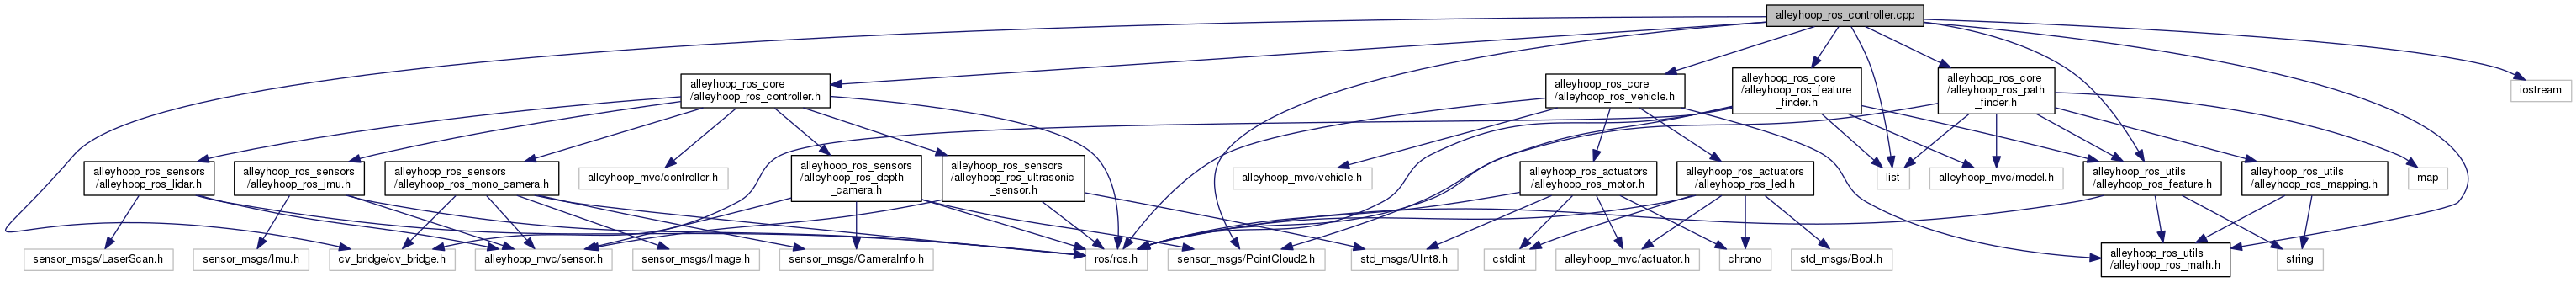 alleyhoop_ros_controller.cpp
alleyhoop_ros_core
/alleyhoop_ros_controller.h
alleyhoop_ros_core
/alleyhoop_ros_vehicle.h
alleyhoop_ros_core
/alleyhoop_ros_feature
_finder.h
alleyhoop_ros_core
/alleyhoop_ros_path
_finder.h
iostream
alleyhoop_ros_sensors
/alleyhoop_ros_lidar.h
alleyhoop_ros_sensors
/alleyhoop_ros_imu.h
alleyhoop_ros_sensors
/alleyhoop_ros_mono_camera.h
alleyhoop_mvc/controller.h
alleyhoop_ros_sensors
/alleyhoop_ros_depth
_camera.h
alleyhoop_ros_sensors
/alleyhoop_ros_ultrasonic
_sensor.h
alleyhoop_mvc/vehicle.h
alleyhoop_ros_actuators
/alleyhoop_ros_motor.h
alleyhoop_ros_actuators
/alleyhoop_ros_led.h
list
alleyhoop_mvc/model.h
alleyhoop_ros_utils
/alleyhoop_ros_feature.h
alleyhoop_ros_utils
/alleyhoop_ros_mapping.h
map
sensor_msgs/LaserScan.h
sensor_msgs/Imu.h
cv_bridge/cv_bridge.h
alleyhoop_mvc/sensor.h
sensor_msgs/Image.h
sensor_msgs/CameraInfo.h
ros/ros.h
sensor_msgs/PointCloud2.h
std_msgs/UInt8.h
cstdint
alleyhoop_mvc/actuator.h
chrono
std_msgs/Bool.h
alleyhoop_ros_utils
/alleyhoop_ros_math.h
string